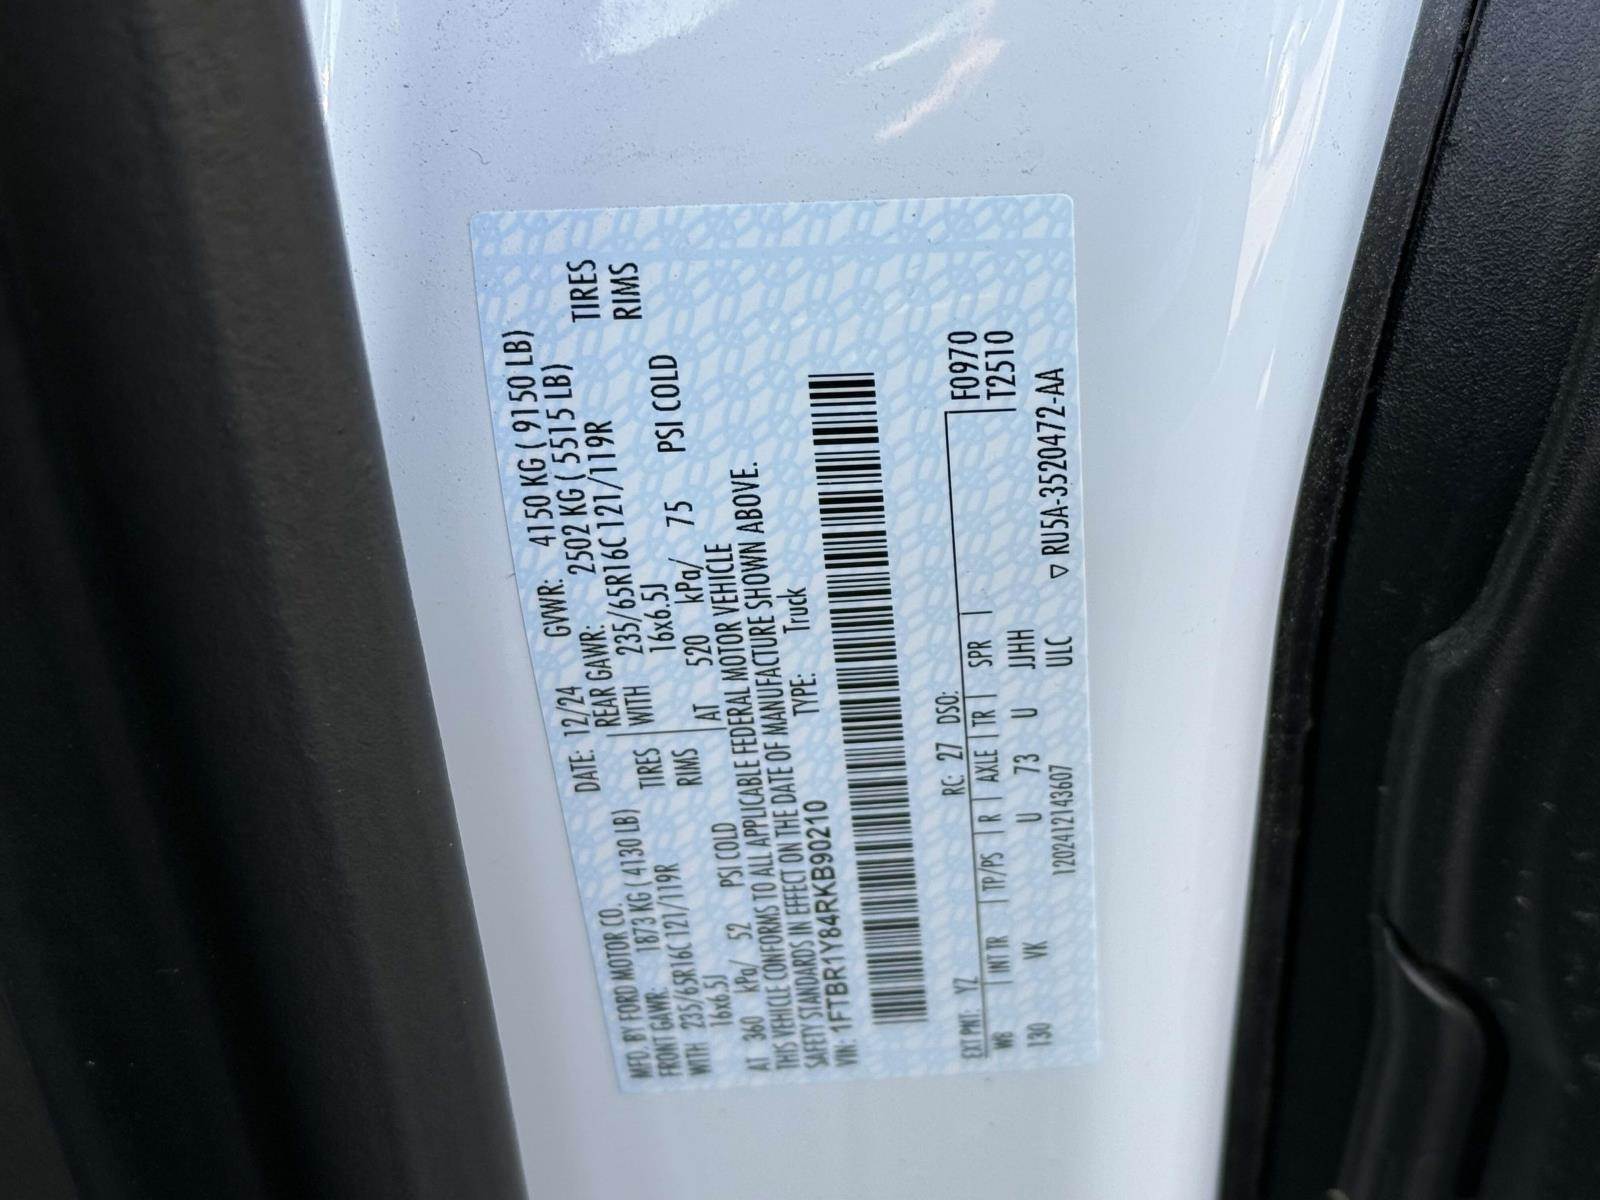 MFD. BY FORD MOTOR CO. DATE: 12/24 GVWR: 4150 KG ( 9150 LB)
FRONT GAWR: 1873 KG ( 4130 LB) REAR GAWR: 2502 KG ( 5515 LB)
WITH 235/65R16C 121/119R TIRES WITH 235/65R16C 121/119R TIRES
16x6.5J RIMS 16x6.5J RIMS
AT 360 kPa/ 52 PSI COLD AT 520 kPa/ 75 PSI COLD
THIS VEHICLE CONFORMS TO ALL APPLICABLE FEDERAL MOTOR VEHICLE
SAFETY STANDARDS IN EFFECT ON THE DATE OF MANUFACTURE SHOWN ABOVE.
VIN: 1FTBR1Y84RKB90210 TYPE: Truck
EXT PNT: YZ RC: 27 DSO: F0970
WB INT TR TP/PS R AXLE TR SPR T2510
130 VK U 73 U JJHH
12024121 43607 ULC ▽ RU5A-3520472-AA